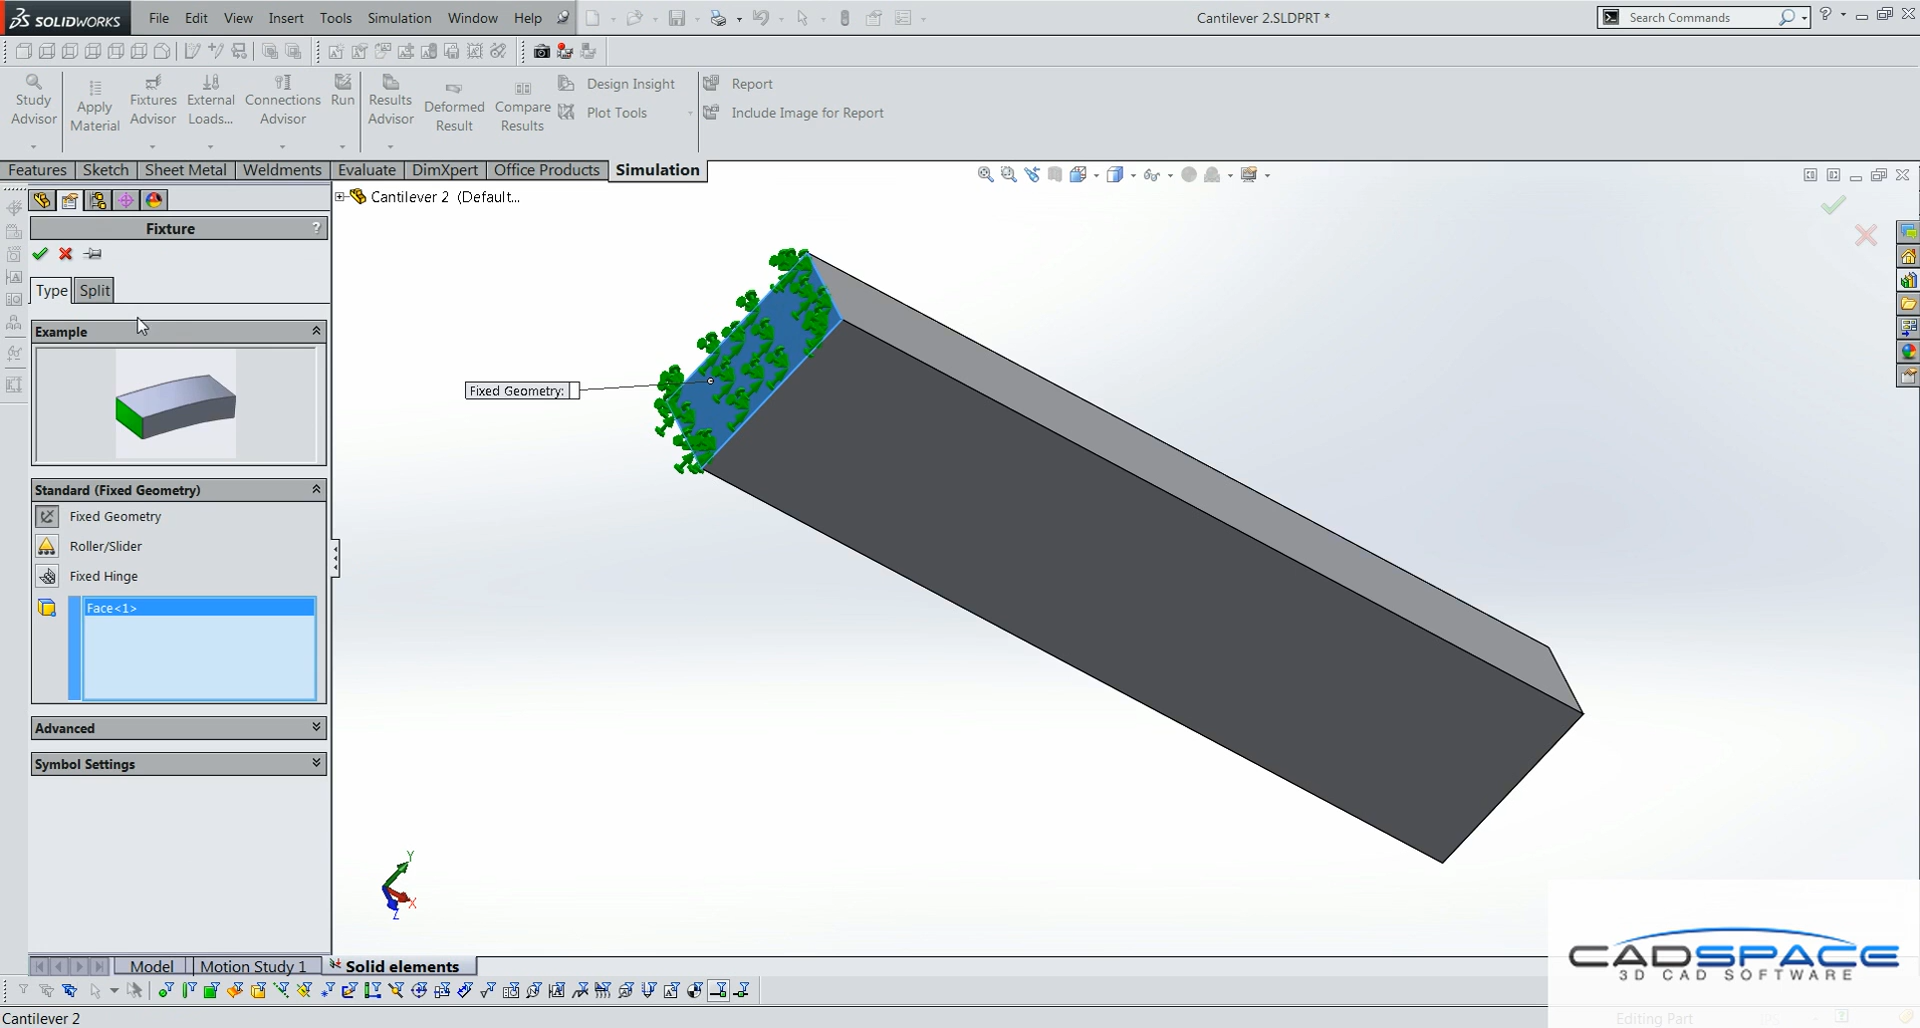 SOLIDWORKS
File Edit View Insert Tools Simulation Window Help
Cantilever 2.SLDPRT *
Search Commands
Study Advisor
Apply Material
Fixtures Advisor
External Loads...
Connections Advisor
Run
Results Advisor
Deformed Result
Compare Results
Design Insight
Plot Tools
Report
Include Image for Report
Features Sketch Sheet Metal Weldments Evaluate DimXpert Office Products Simulation
Cantilever 2 (Default...
Fixture ?
Type Split
Example
Fixed Geometry:
Standard (Fixed Geometry)
Fixed Geometry
Roller/Slider
Fixed Hinge
Face<1>
Advanced
Symbol Settings
Y
X
Z
CADSPACE
3D CAD SOFTWARE
Model Motion Study 1 Solid elements
Cantilever 2
Editing Part